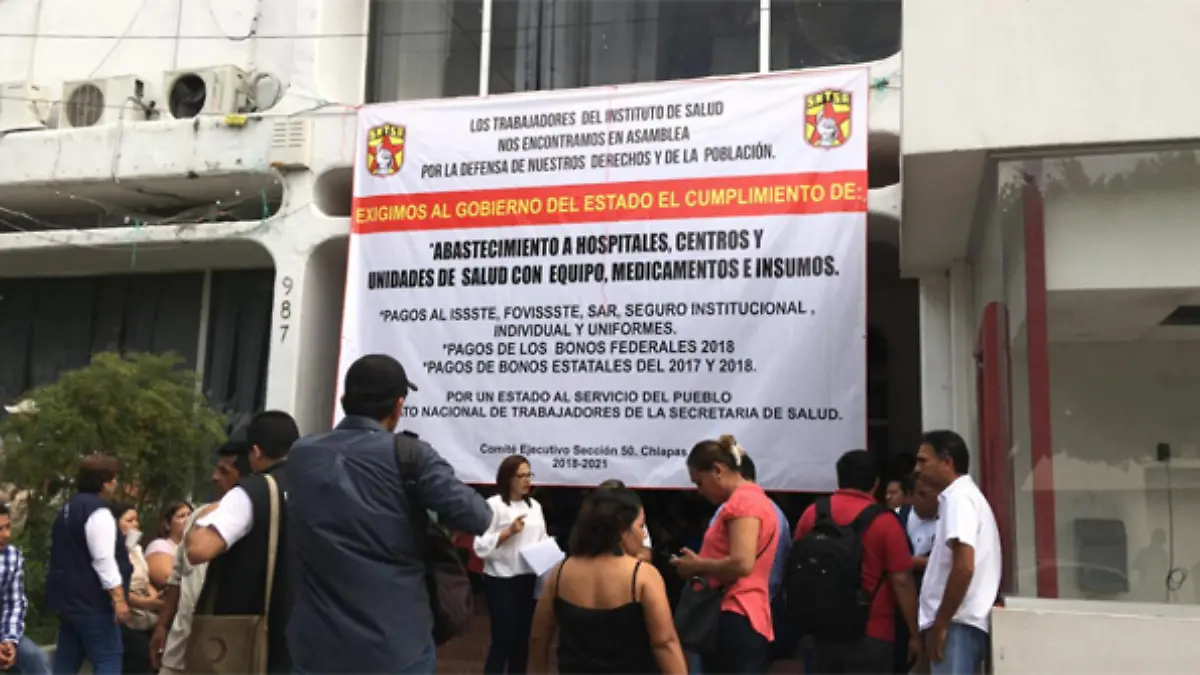 LOS TRABAJADORES DEL INSTITUTO DE SALUD
NOS ENCONTRAMOS EN ASAMBLEA
POR LA DEFENSA DE NUESTROS DERECHOS Y DE LA POBLACIÓN.
EXIGIMOS AL GOBIERNO DEL ESTADO EL CUMPLIMIENTO DE:
*ABASTECIMIENTO A HOSPITALES, CENTROS Y
UNIDADES DE SALUD CON EQUIPO, MEDICAMENTOS E INSUMOS.
*PAGOS AL ISSSTE, FOVISSSTE, SAR, SEGURO INSTITUCIONAL ,
INDIVIDUAL Y UNIFORMES.
*PAGOS DE LOS BONOS FEDERALES 2018
*PAGOS DE BONOS ESTATALES DEL 2017 Y 2018.
POR UN ESTADO AL SERVICIO DEL PUEBLO
TO NACIONAL DE TRABAJADORES DE LA SECRETARIA DE SALUD.
Comité Ejecutivo Sección 50. Chiapas
2018-2021
SNTSA
SNTSA
987